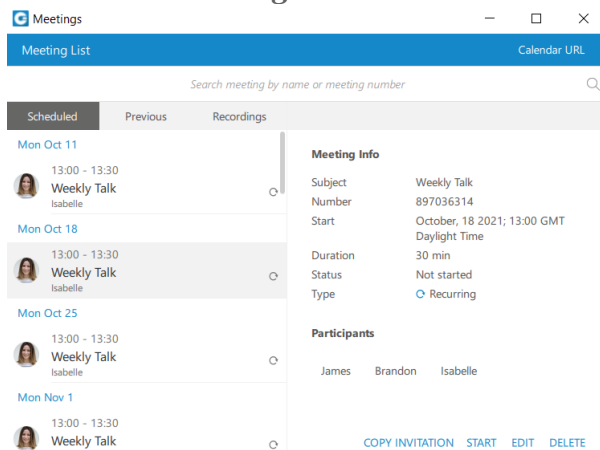 Meetings
Meeting List
Calendar URL
Search meeting by name or meeting number
Scheduled Previous Recordings
Mon Oct 11
13:00 - 13:30
Weekly Talk
Isabelle
Mon Oct 18
13:00 - 13:30
Weekly Talk
Isabelle
Mon Oct 25
13:00 - 13:30
Weekly Talk
Isabelle
Mon Nov 1
13:00 - 13:30
Weekly Talk
Meeting Info
Subject Weekly Talk
Number 897036314
Start October, 18 2021; 13:00 GMT
Daylight Time
Duration 30 min
Status Not started
Type Recurring
Participants
James Brandon Isabelle
COPY INVITATION START EDIT DELETE